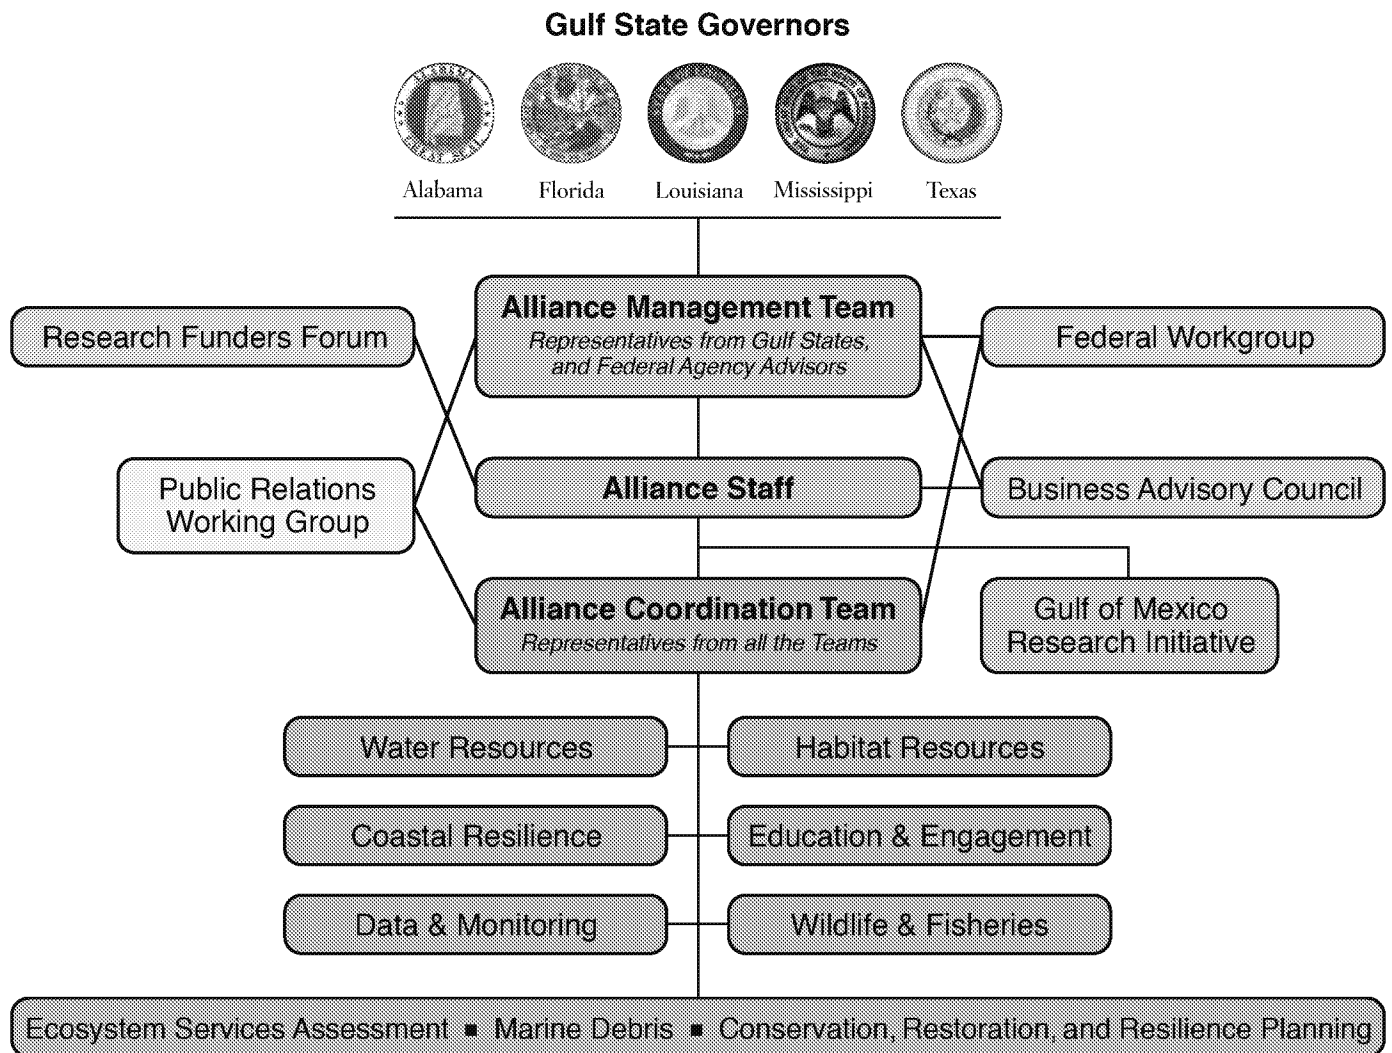 Gulf State Governors
Alabama
Florida
Louisiana
Mississippi
Texas
Alliance Management Team
Representatives from Gulf States,
and Federal Agency Advisors
Research Funders Forum
Federal Workgroup
Public Relations
Working Group
Alliance Staff
Business Advisory Council
Alliance Coordination Team
Representatives from all the Teams
Gulf of Mexico
Research Initiative
Water Resources
Habitat Resources
Coastal Resilience
Education & Engagement
Data & Monitoring
Wildlife & Fisheries
Ecosystem Services Assessment ■ Marine Debris ■ Conservation, Restoration, and Resilience Planning